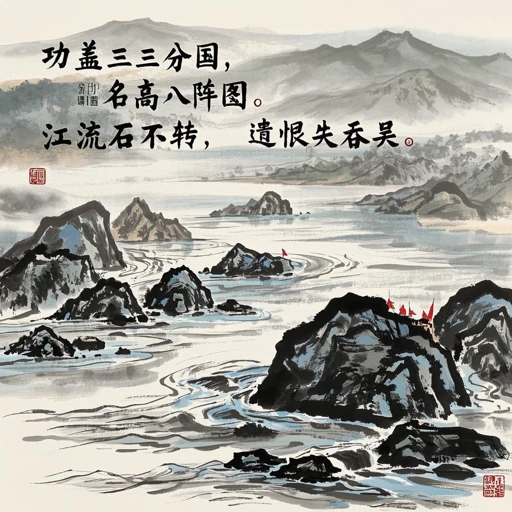 功盖三三分国，
名高八阵图。
江流石不转， 遗恨失吞吴。